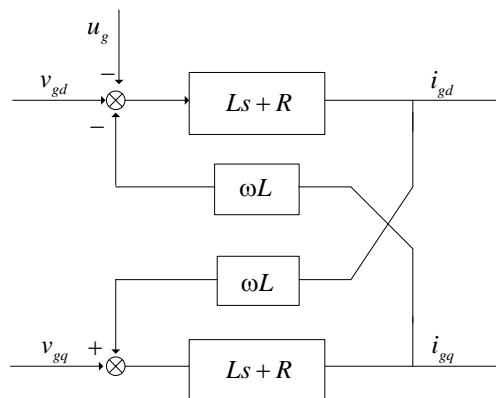 u_g
−
v_gd
Ls + R
i_gd
−
ωL
ωL
v_gq
+
Ls + R
i_gq